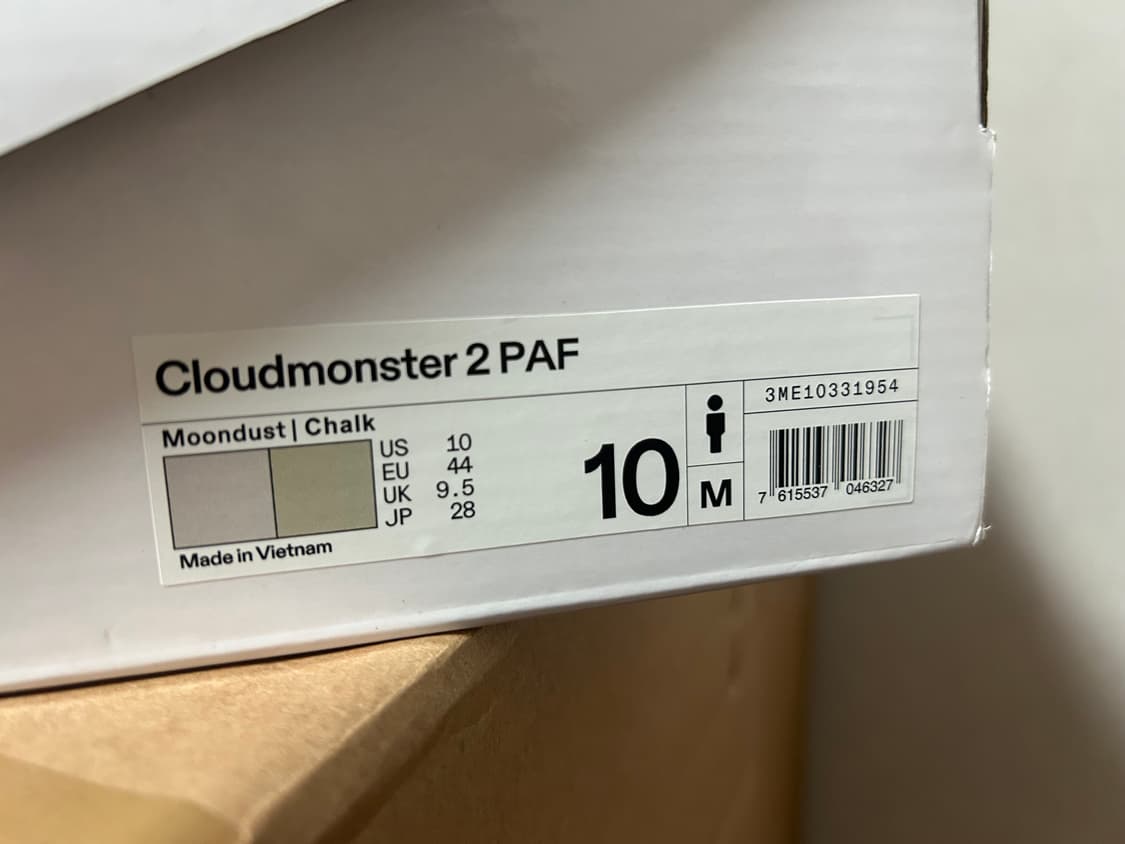 Cloudmonster 2 PAF
Moondust | Chalk
US 10
EU 44
UK 9.5
JP 28
Made in Vietnam
10
M
3ME10331954
7 615537 046327